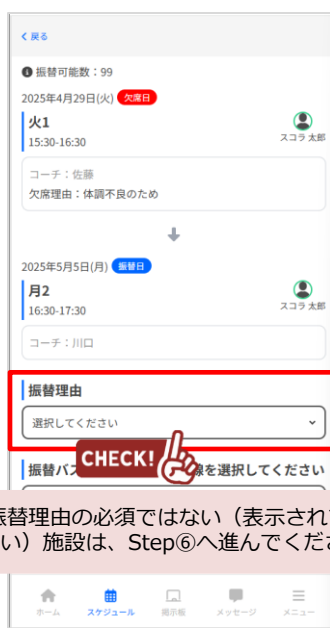 戻る
振替可能数：99
2025年4月29日(火) 欠席日
火1
15:30-16:30
スコラ 太郎
コーチ：佐藤
欠席理由：体調不良のため
2025年5月5日(月) 振替日
月2
16:30-17:30
スコラ 太郎
コーチ：川口
振替理由
選択してください
CHECK!
振替バ
線を選択してください
振替理由の必須ではない（表示され
い）施設は、Step⑥へ進んでくだ
ホーム
スケジュール
掲示板
メッセージ
メニュー